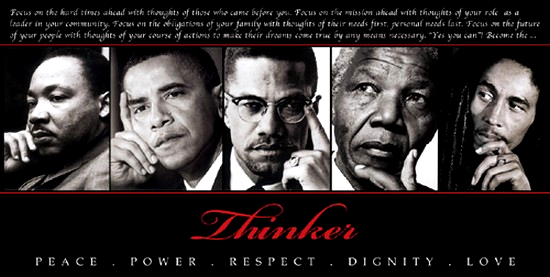 Focus on the hard times ahead with thoughts of those who came before you. Focus on the mission ahead with thoughts of your role as a
leader in your community. Focus on the obligations of your family with thoughts of their needs first, personal needs last. Focus on the future
of your people with thoughts of your course of actions to make their dreams come true by any means necessary. "Yes you can"! Become the ...
Thinker
PEACE . POWER . RESPECT . DIGNITY . LOVE